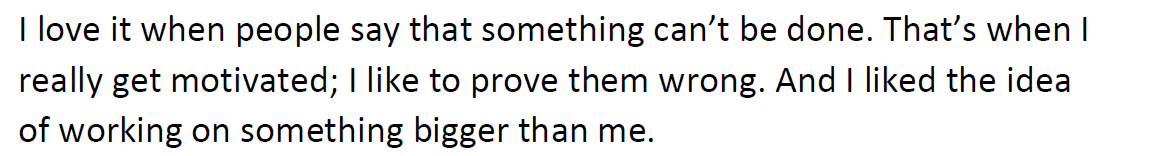 I love it when people say that something can’t be done. That’s when I
really get motivated; I like to prove them wrong. And I liked the idea
of working on something bigger than me.